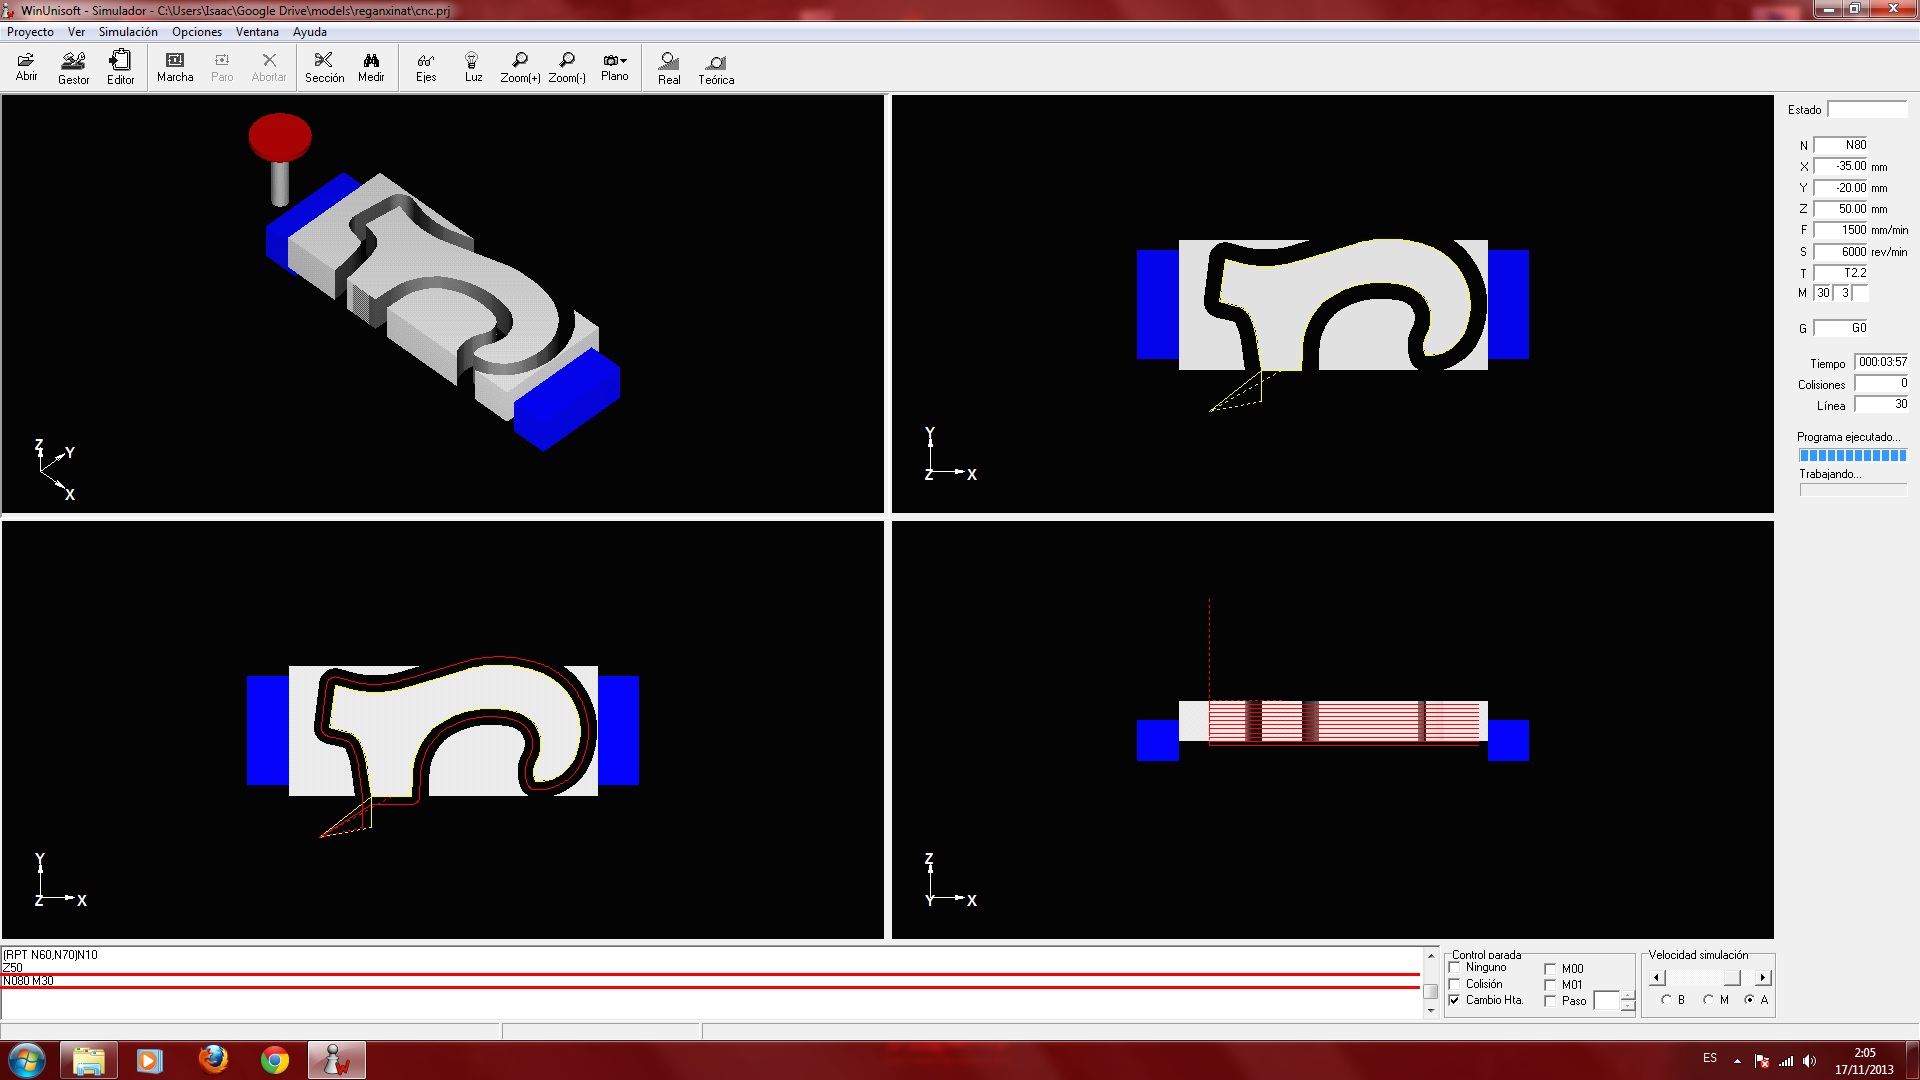 WinUnisoft - Simulador - C:\Users\Isaac\Google Drive\models\reganxinat\cnc.prj
Proyecto Ver Simulación Opciones Ventana Ayuda
Abrir Gestor Editor Marcha Paro Abortar Sección Medir Ejes Luz Zoom(+) Zoom(-) Plano Real Teórica
Z
Y
X
Y
Z
X
Y
Z
X
Z
Y
X
Estado
N N80
X -35.00 mm
Y -20.00 mm
Z 50.00 mm
F 1500 mm/min
S 6000 rev/min
T T2.2
M 30 3
G G0
Tiempo 000:03:57
Colisiones 0
Línea 30
Programa ejecutado...
Trabajando...
(RPT N60,N70)N10
Z50
N080 M30
Control parada
Ninguno
Colisión
Cambio Hta.
M00
M01
Paso
Velocidad simulación
B M A
ES
2:05
17/11/2013